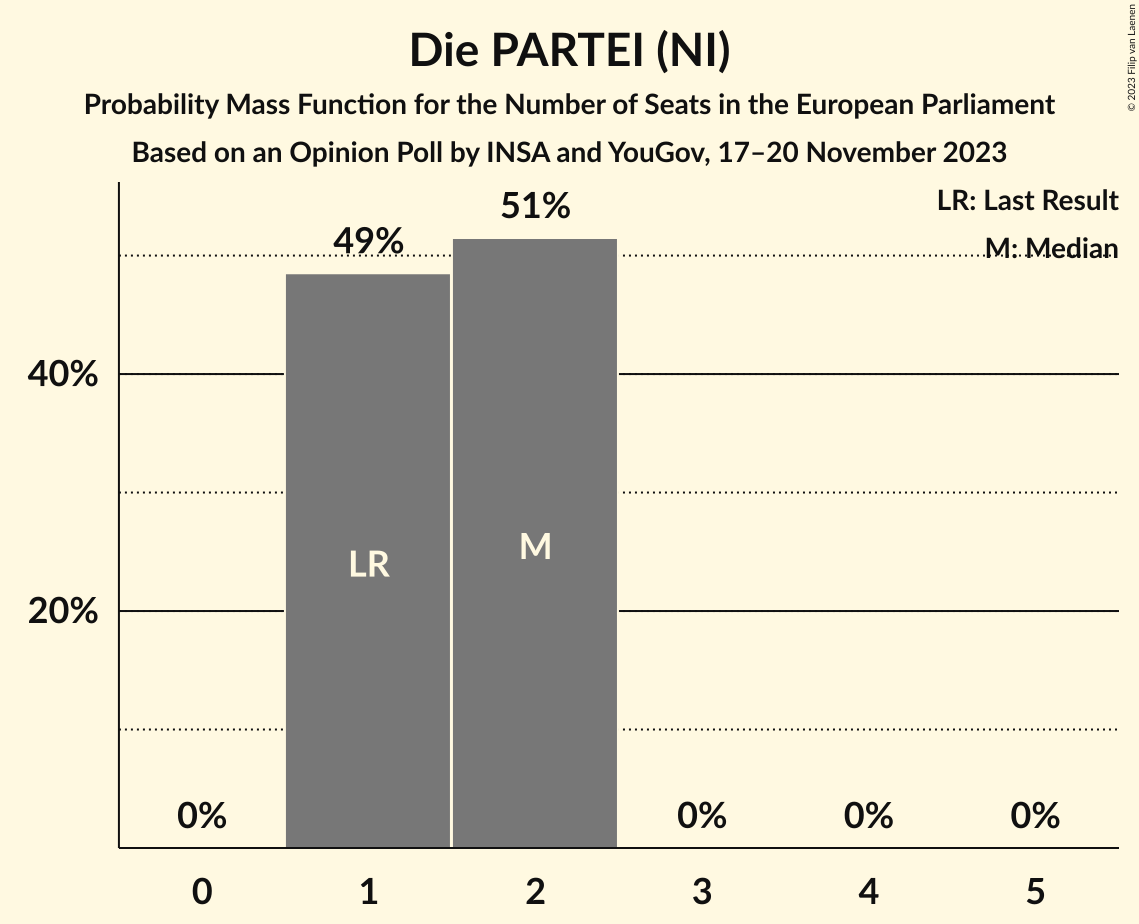 Die PARTEI (NI)
Probability Mass Function for the Number of Seats in the European Parliament
Based on an Opinion Poll by INSA and YouGov, 17–20 November 2023
© 2023 Filip van Laenen
LR: Last Result
M: Median
51%
49%
40%
20%
LR
M
0%
0%
0%
0%
0
1
2
3
4
5